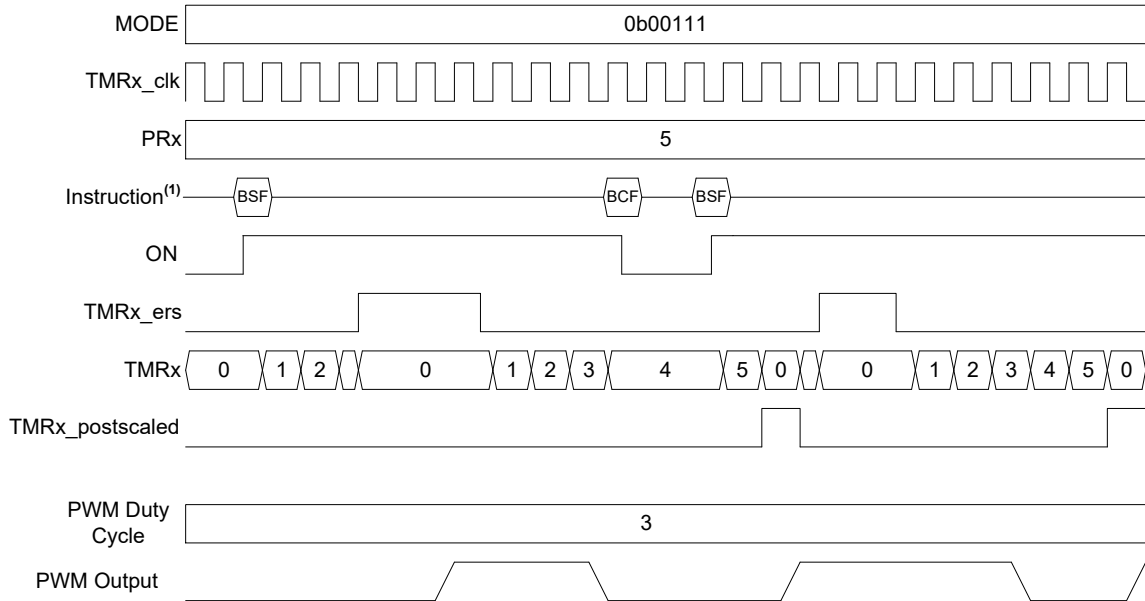 MODE 0b00111
TMRx_clk
PRx 5
Instruction(1) BSF BCF BSF
ON
TMRx_ers
TMRx 0 1 2 0 1 2 3 4 5 0 0 1 2 3 4 5 0
TMRx_postscaled
PWM Duty
Cycle 3
PWM Output